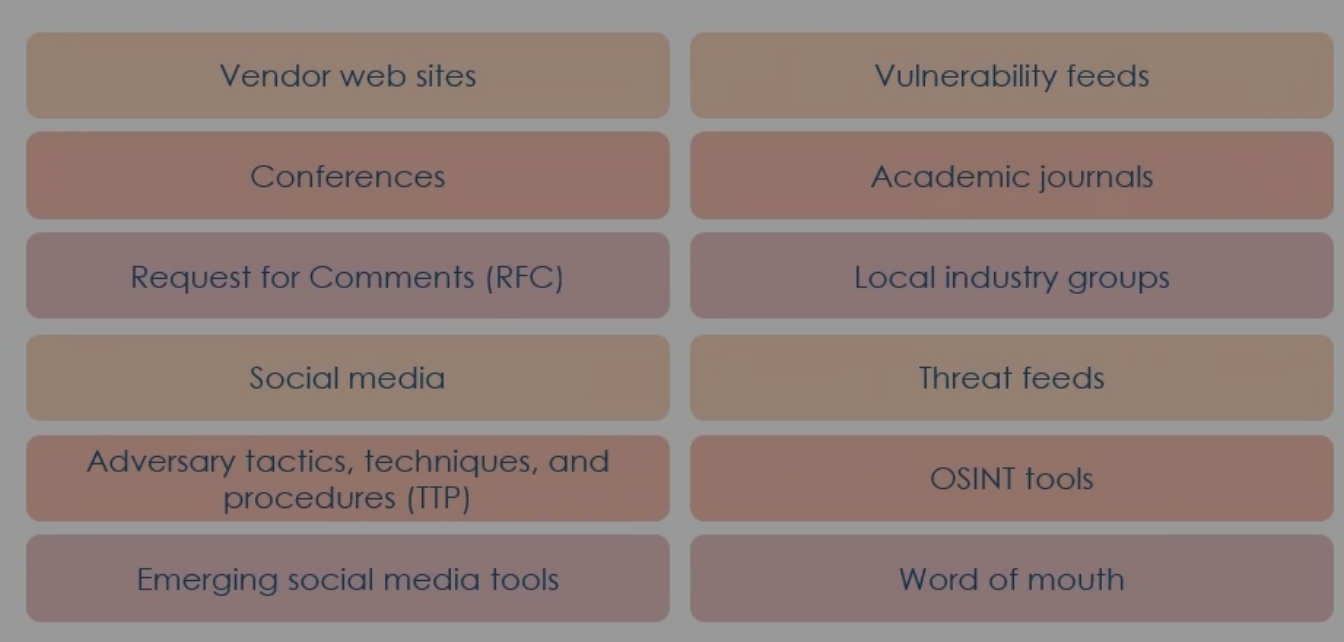 Vendor web sites
Vulnerability feeds
Conferences
Academic journals
Request for Comments (RFC)
Local industry groups
Social media
Threat feeds
Adversary tactics, techniques, and
procedures (TTP)
OSINT tools
Emerging social media tools
Word of mouth